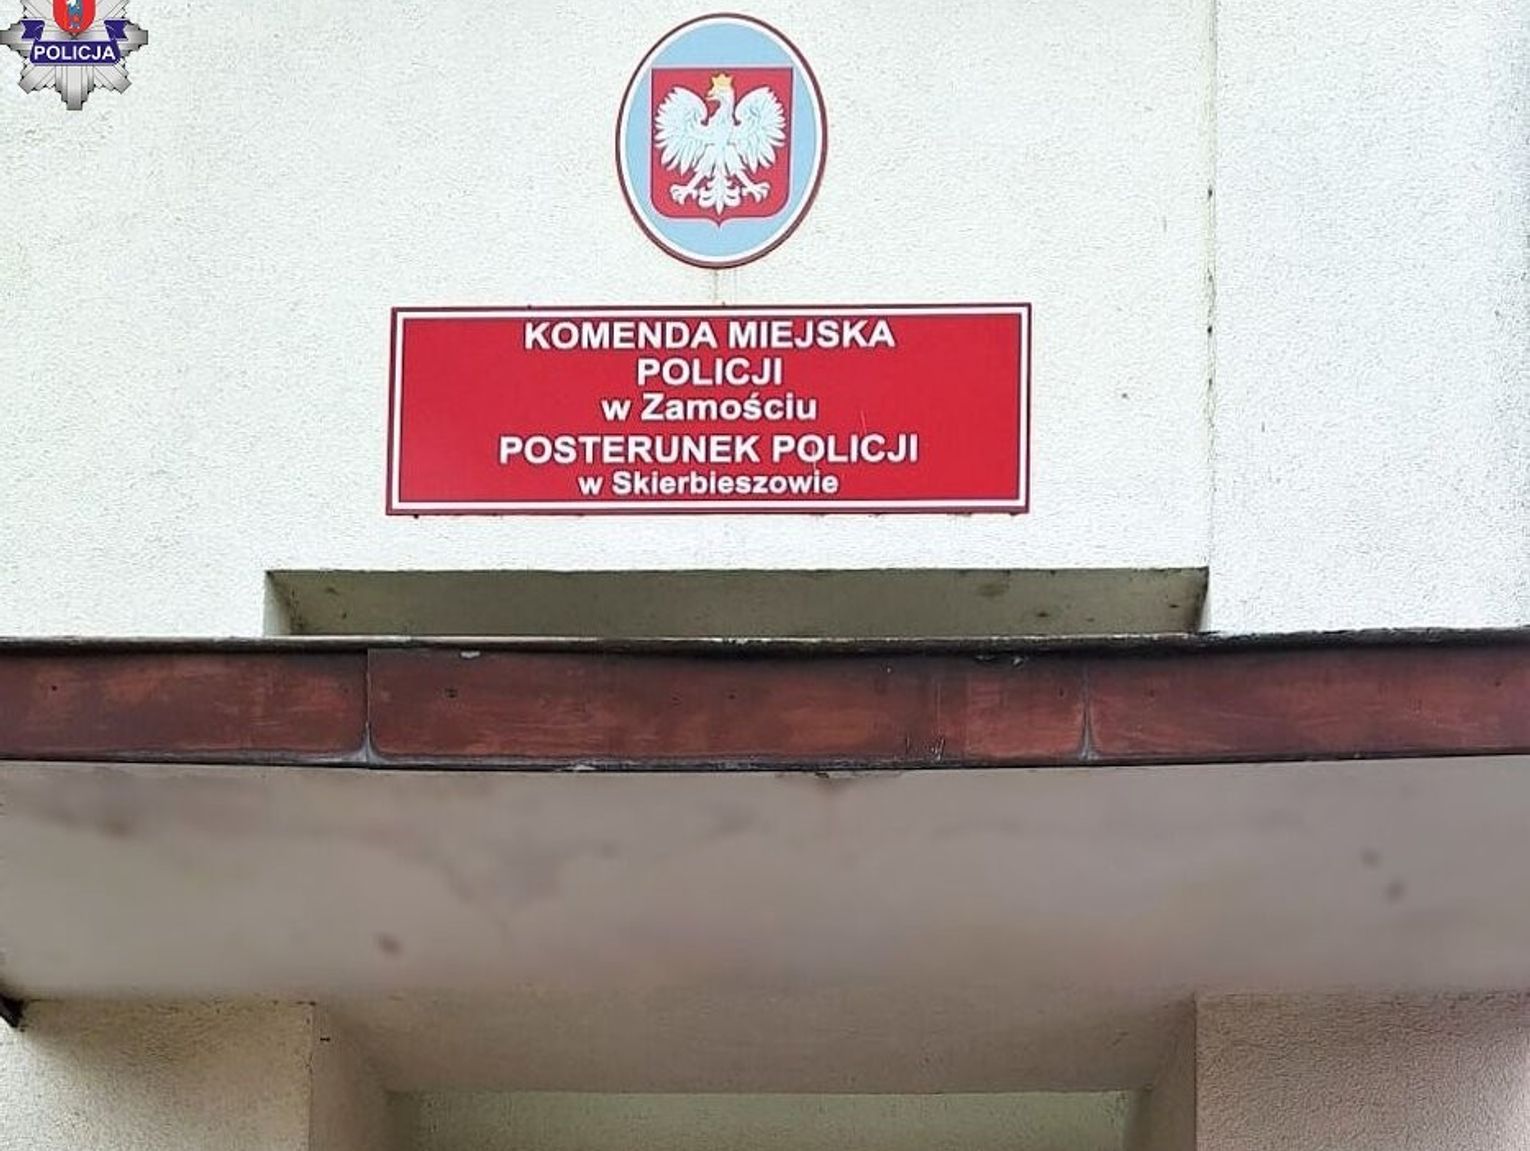 POLICJA
KOMENDA MIEJSKA
POLICJI
w Zamościu
POSTERUNEK POLICJI
w Skierbieszowie